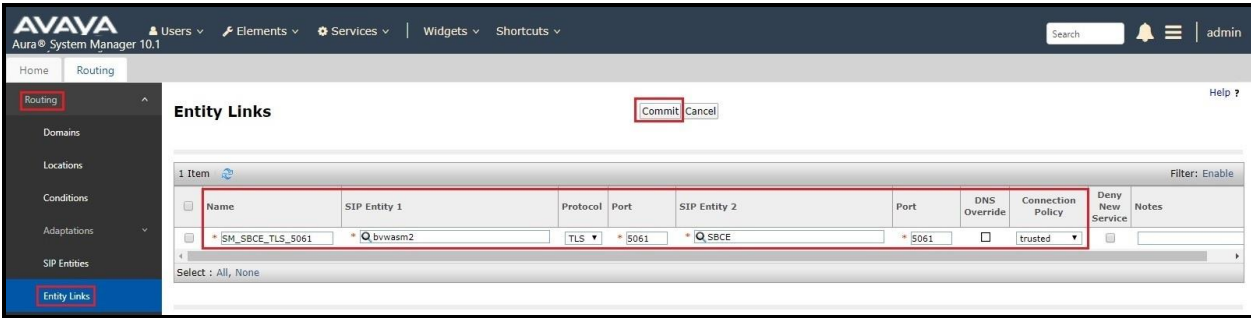 AVAYA
Aura® System Manager 10.1
Users Elements Services | Widgets Shortcuts Search admin
Home Routing
Routing
Help ?
Entity Links
Commit Cancel
Domains
Locations
1 Item
Filter: Enable
Conditions
Name SIP Entity 1 Protocol Port SIP Entity 2 Port DNS Override Connection Policy Deny New Service Notes
Adaptations
* SM_SBCE_TLS_5061 * bvwasm2 TLS * 5061 * SBCE * 5061 trusted
SIP Entities
Select : All, None
Entity Links